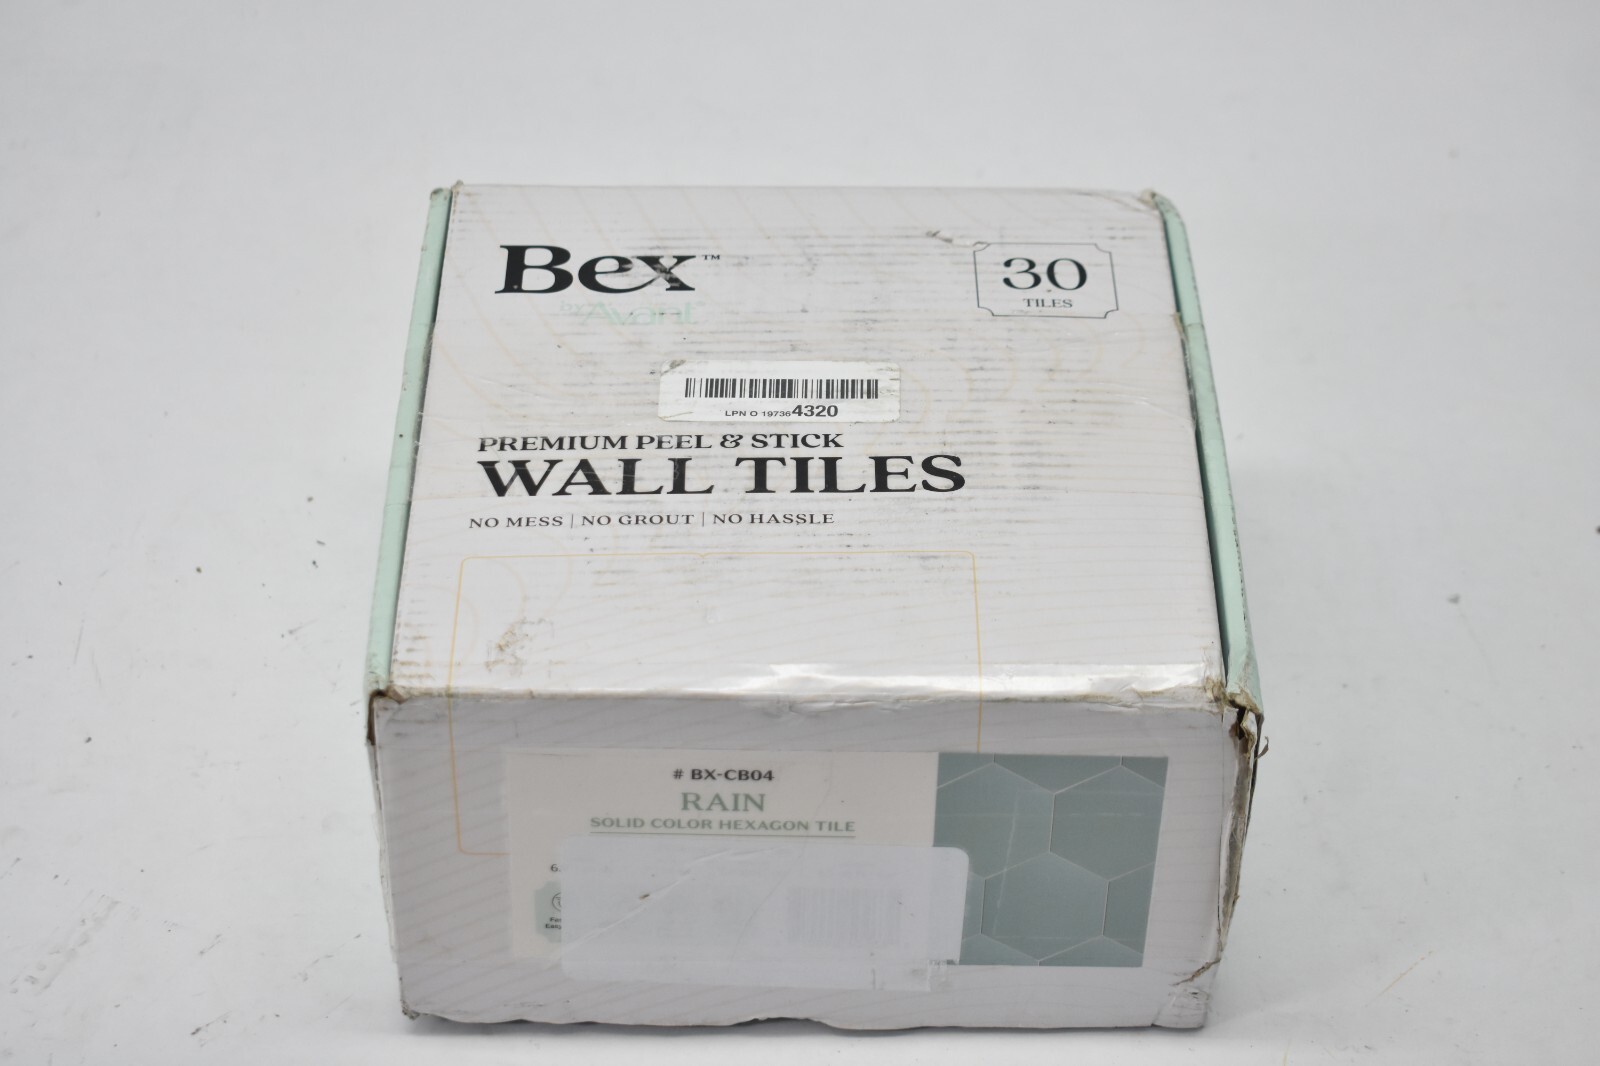 Bex™
by Avant™
30
TILES
LPN O 197364320
PREMIUM PEEL & STICK
WALL TILES
NO MESS | NO GROUT | NO HASSLE
# BX-CB04
RAIN
SOLID COLOR HEXAGON TILE